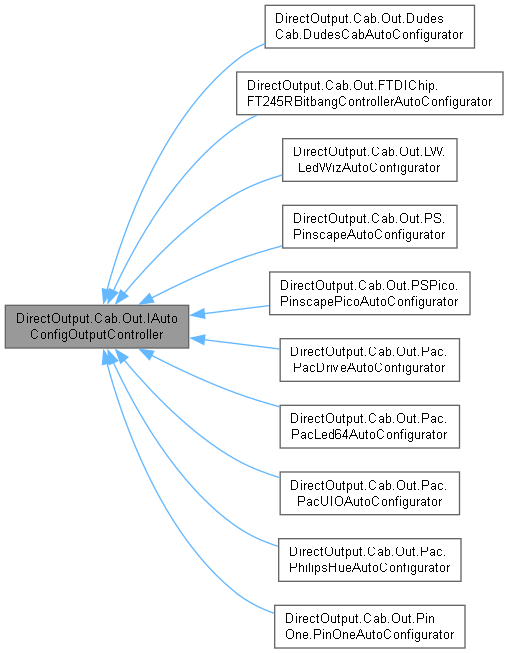 DirectOutput.Cab.Out.Dudes
Cab.DudesCabAutoConfigurator
DirectOutput.Cab.Out.FTDIChip.
FT245RBitbangControllerAutoConfigurator
DirectOutput.Cab.Out.LW.
LedWizAutoConfigurator
DirectOutput.Cab.Out.PS.
PinscapeAutoConfigurator
DirectOutput.Cab.Out.PSPico.
PinscapePicoAutoConfigurator
DirectOutput.Cab.Out.IAuto
ConfigOutputController
DirectOutput.Cab.Out.Pac.
PacDriveAutoConfigurator
DirectOutput.Cab.Out.Pac.
PacLed64AutoConfigurator
DirectOutput.Cab.Out.Pac.
PacUIOAutoConfigurator
DirectOutput.Cab.Out.Pac.
PhilipsHueAutoConfigurator
DirectOutput.Cab.Out.Pin
One.PinOneAutoConfigurator